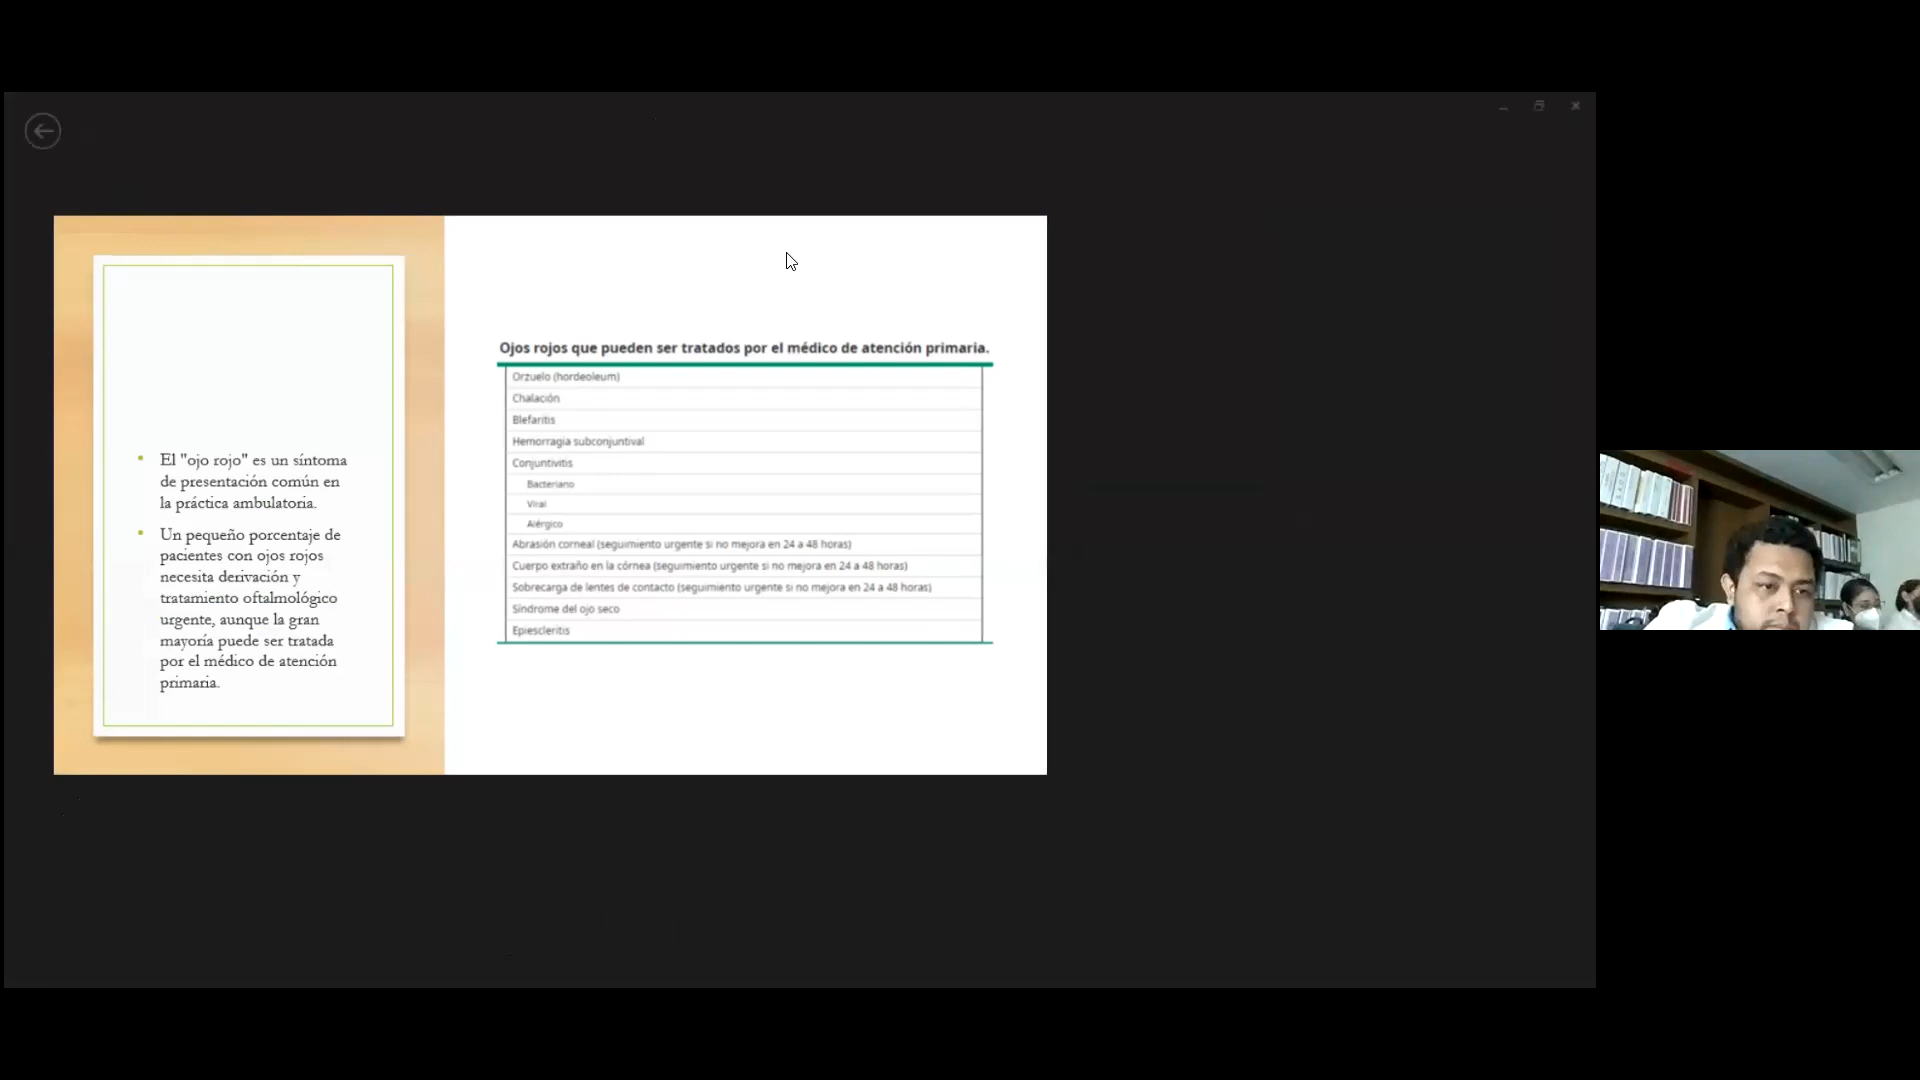 El "ojo rojo" es un síntoma
de presentación común en
la práctica ambulatoria.
Un pequeño porcentaje de
pacientes con ojos rojos
necesita derivación y
tratamiento oftalmológico
urgente, aunque la gran
mayoría puede ser tratada
por el médico de atención
primaria.
Ojos rojos que pueden ser tratados por el médico de atención primaria.
Orzuelo (hordeoleum)
Chalación
Blefaritis
Hemorragia subconjuntival
Conjuntivitis
Bacteriano
Viral
Alérgico
Abrasión corneal (seguimiento urgente si no mejora en 24 a 48 horas)
Cuerpo extraño en la córnea (seguimiento urgente si no mejora en 24 a 48 horas)
Sobrecarga de lentes de contacto (seguimiento urgente si no mejora en 24 a 48 horas)
Síndrome del ojo seco
Epiescleritis